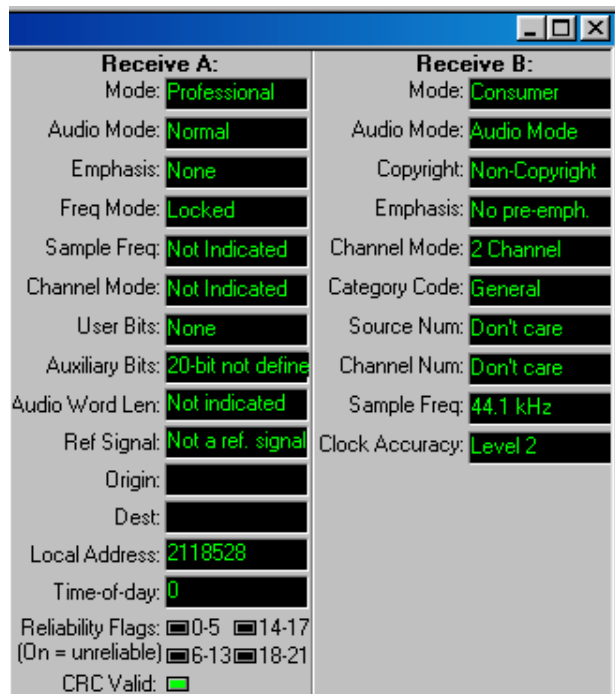 Receive A:
Mode: Professional
Audio Mode: Normal
Emphasis: None
Freq Mode: Locked
Sample Freq: Not Indicated
Channel Mode: Not Indicated
User Bits: None
Auxiliary Bits: 20-bit not define
Audio Word Len: Not indicated
Ref Signal: Not a ref. signal
Origin:
Dest:
Local Address: 2118528
Time-of-day: 0
Reliability Flags: 0-5 14-17
(On = unreliable) 6-13 18-21
CRC Valid:
Receive B:
Mode: Consumer
Audio Mode: Audio Mode
Copyright: Non-Copyright
Emphasis: No pre-emph.
Channel Mode: 2 Channel
Category Code: General
Source Num: Don't care
Channel Num: Don't care
Sample Freq: 44.1 kHz
Clock Accuracy: Level 2